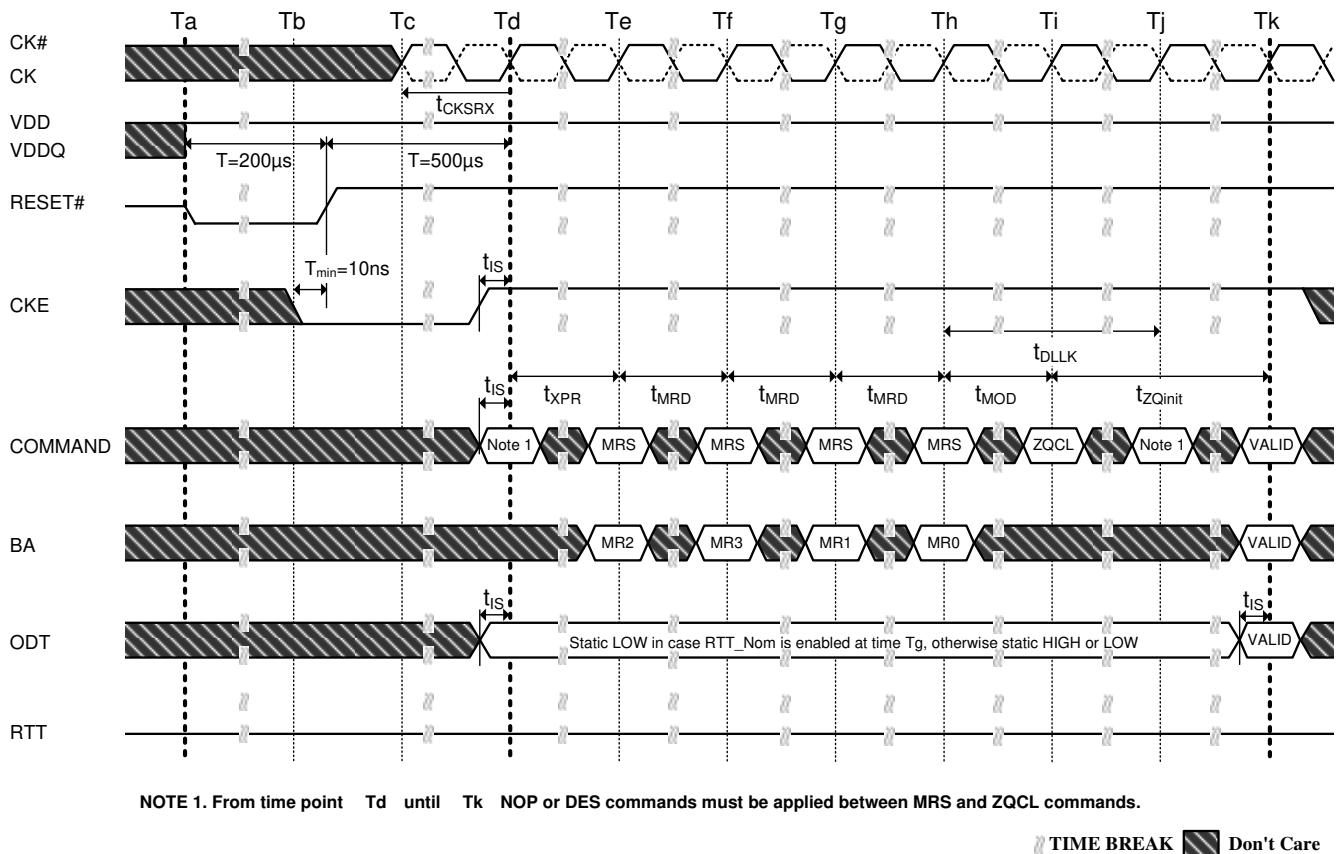 Ta Tb Tc Td Te Tf Tg Th Ti Tj Tk
CK#
CK
tCKSRX
VDD
VDDQ
T=200µs T=500µs
RESET#
Tmin=10ns tIS
CKE
tDLLK
tIS tXPR tMRD tMRD tMRD tMOD tZQinit
COMMAND Note 1 MRS MRS MRS MRS ZQCL Note 1 VALID
BA MR2 MR3 MR1 MR0 VALID
tIS tIS
ODT Static LOW in case RTT_Nom is enabled at time Tg, otherwise static HIGH or LOW VALID
RTT
NOTE 1. From time point Td until Tk NOP or DES commands must be applied between MRS and ZQCL commands.
TIME BREAK Don't Care